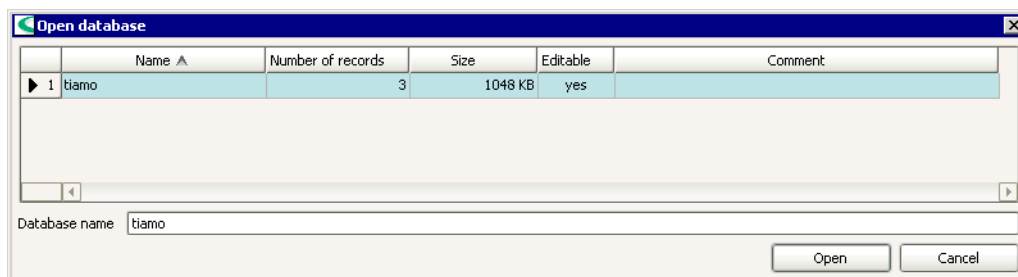 Open database
Name Number of records Size Editable Comment
1 tiamo 3 1048 KB yes
Database name tiamo
Open Cancel